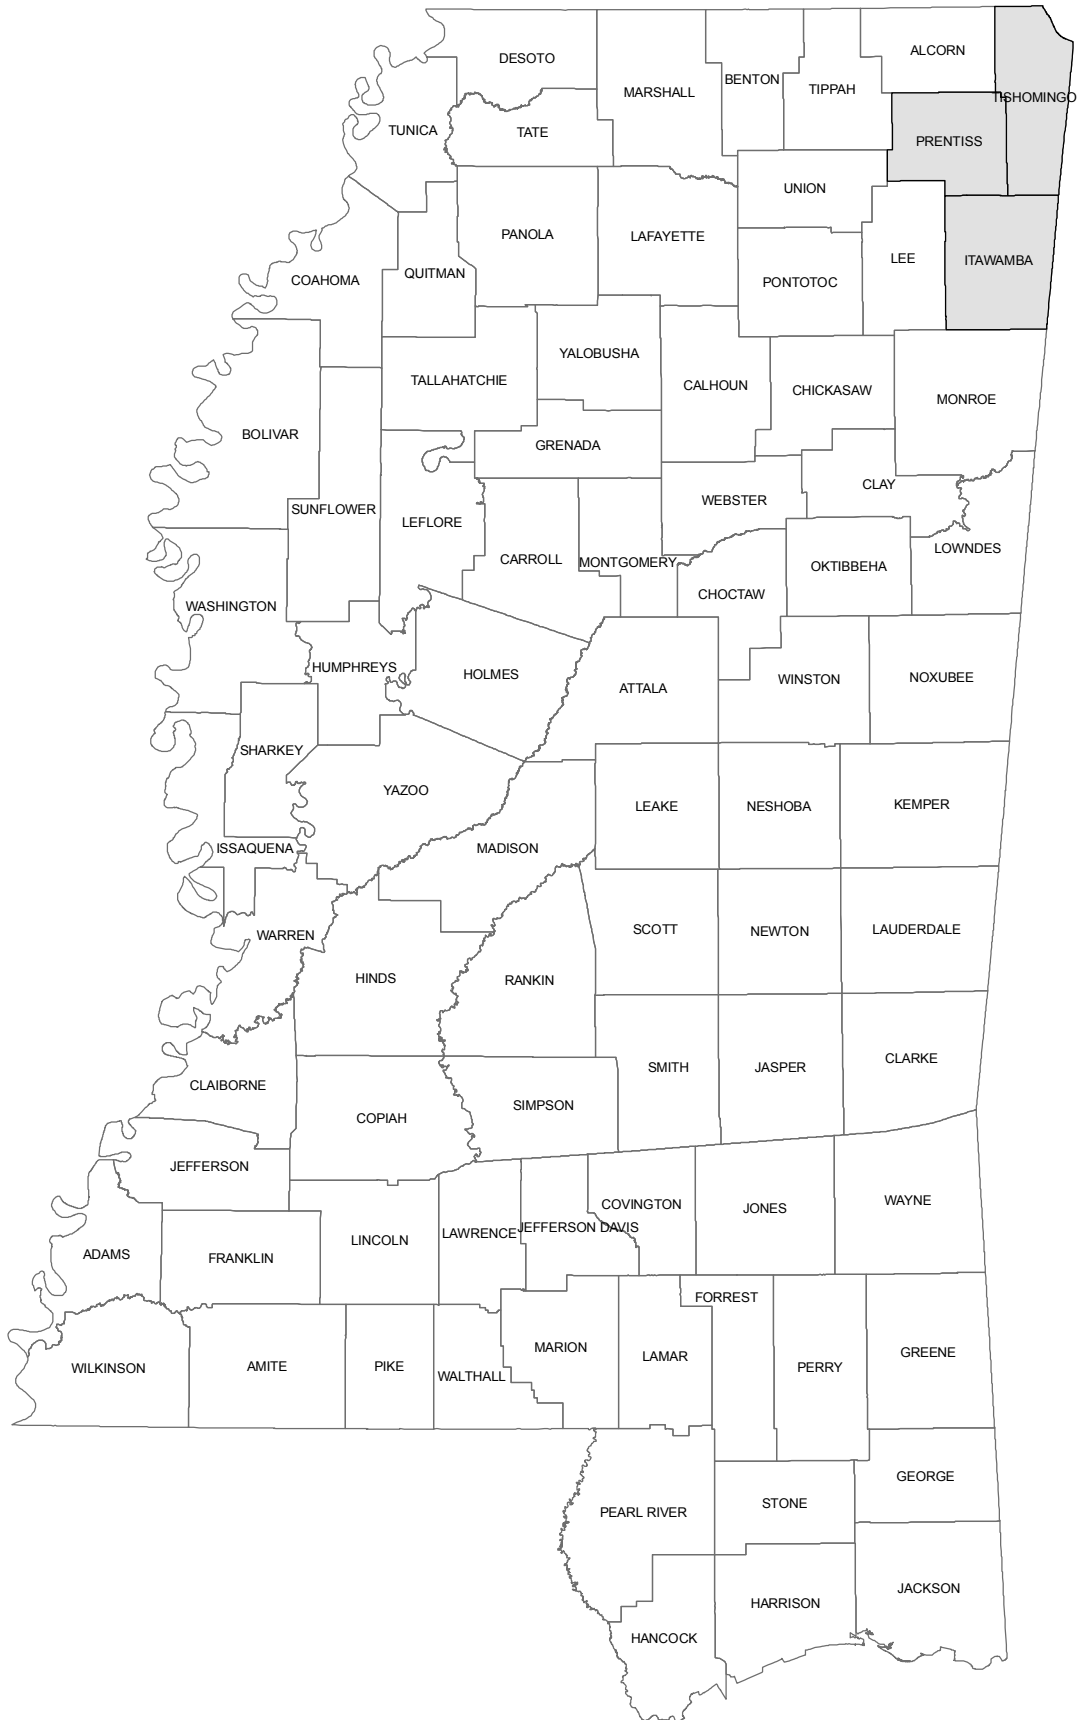 DESOTO
ALCORN
BENTON
TIPPAH
MARSHALL
TISHOMINGO
TUNICA
TATE
PRENTISS
UNION
PANOLA
LAFAYETTE
LEE
ITAWAMBA
COAHOMA
QUITMAN
PONTOTOC
YALOBUSHA
TALLAHATCHIE
CALHOUN
CHICKASAW
MONROE
BOLIVAR
GRENADA
CLAY
WEBSTER
SUNFLOWER
LEFLORE
LOWNDES
CARROLL
MONTGOMERY
OKTIBBEHA
CHOCTAW
WASHINGTON
HUMPHREYS
HOLMES
ATTALA
WINSTON
NOXUBEE
SHARKEY
YAZOO
LEAKE
NESHOBA
KEMPER
ISSAQUENA
MADISON
WARREN
SCOTT
NEWTON
LAUDERDALE
HINDS
RANKIN
SMITH
JASPER
CLARKE
CLAIBORNE
SIMPSON
COPIAH
JEFFERSON
COVINGTON
JONES
WAYNE
LAWRENCE
JEFFERSON DAVIS
LINCOLN
ADAMS
FRANKLIN
FORREST
MARION
LAMAR
GREENE
WILKINSON
AMITE
PIKE
WALTHALL
PERRY
GEORGE
STONE
PEARL RIVER
JACKSON
HARRISON
HANCOCK